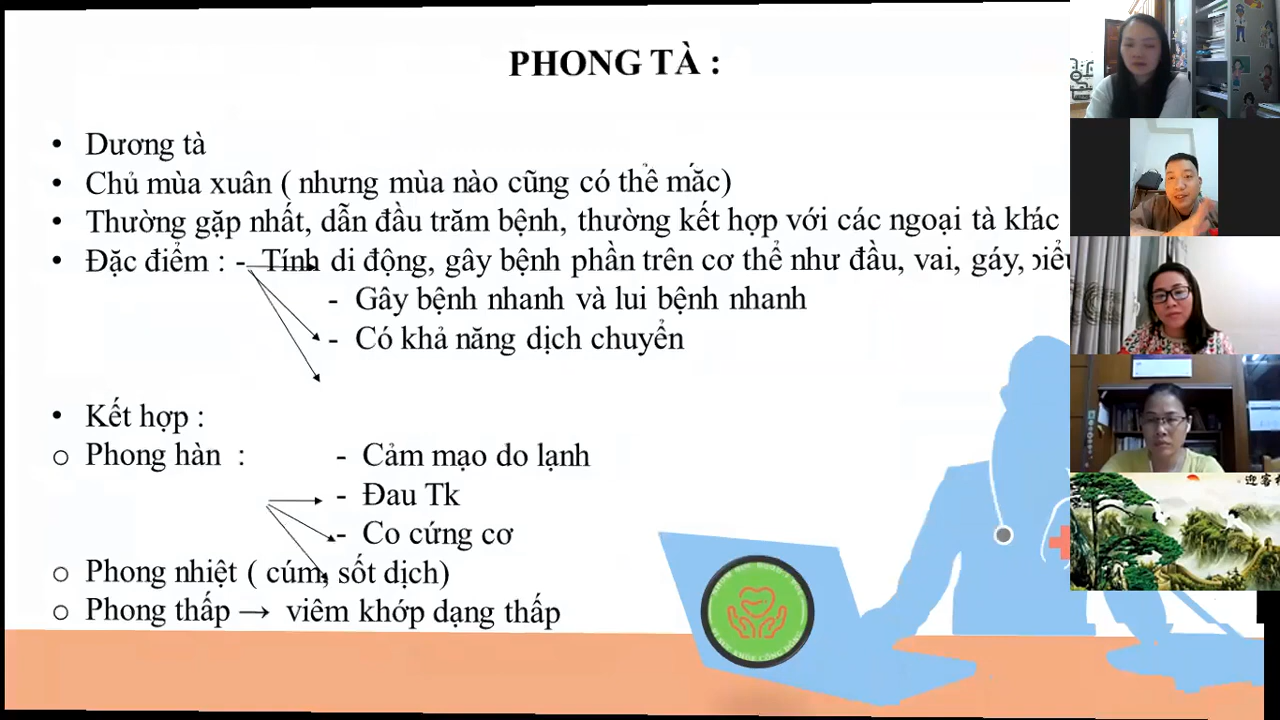 PHONG TÀ :
• Dương tà
• Chủ mùa xuân ( nhưng mùa nào cũng có thể mắc)
• Thường gặp nhất, dẫn đầu trăm bệnh, thường kết hợp với các ngoại tà khác
• Đặc điểm : - Tính di động, gây bệnh phần trên cơ thể như đầu, vai, gáy,
- Gây bệnh nhanh và lui bệnh nhanh
- Có khả năng dịch chuyển
• Kết hợp :
o Phong hàn : - Cảm mạo do lạnh
- Đau Tk
- Co cứng cơ
o Phong nhiệt ( cúm, sốt dịch)
o Phong thấp → viêm khớp dạng thấp